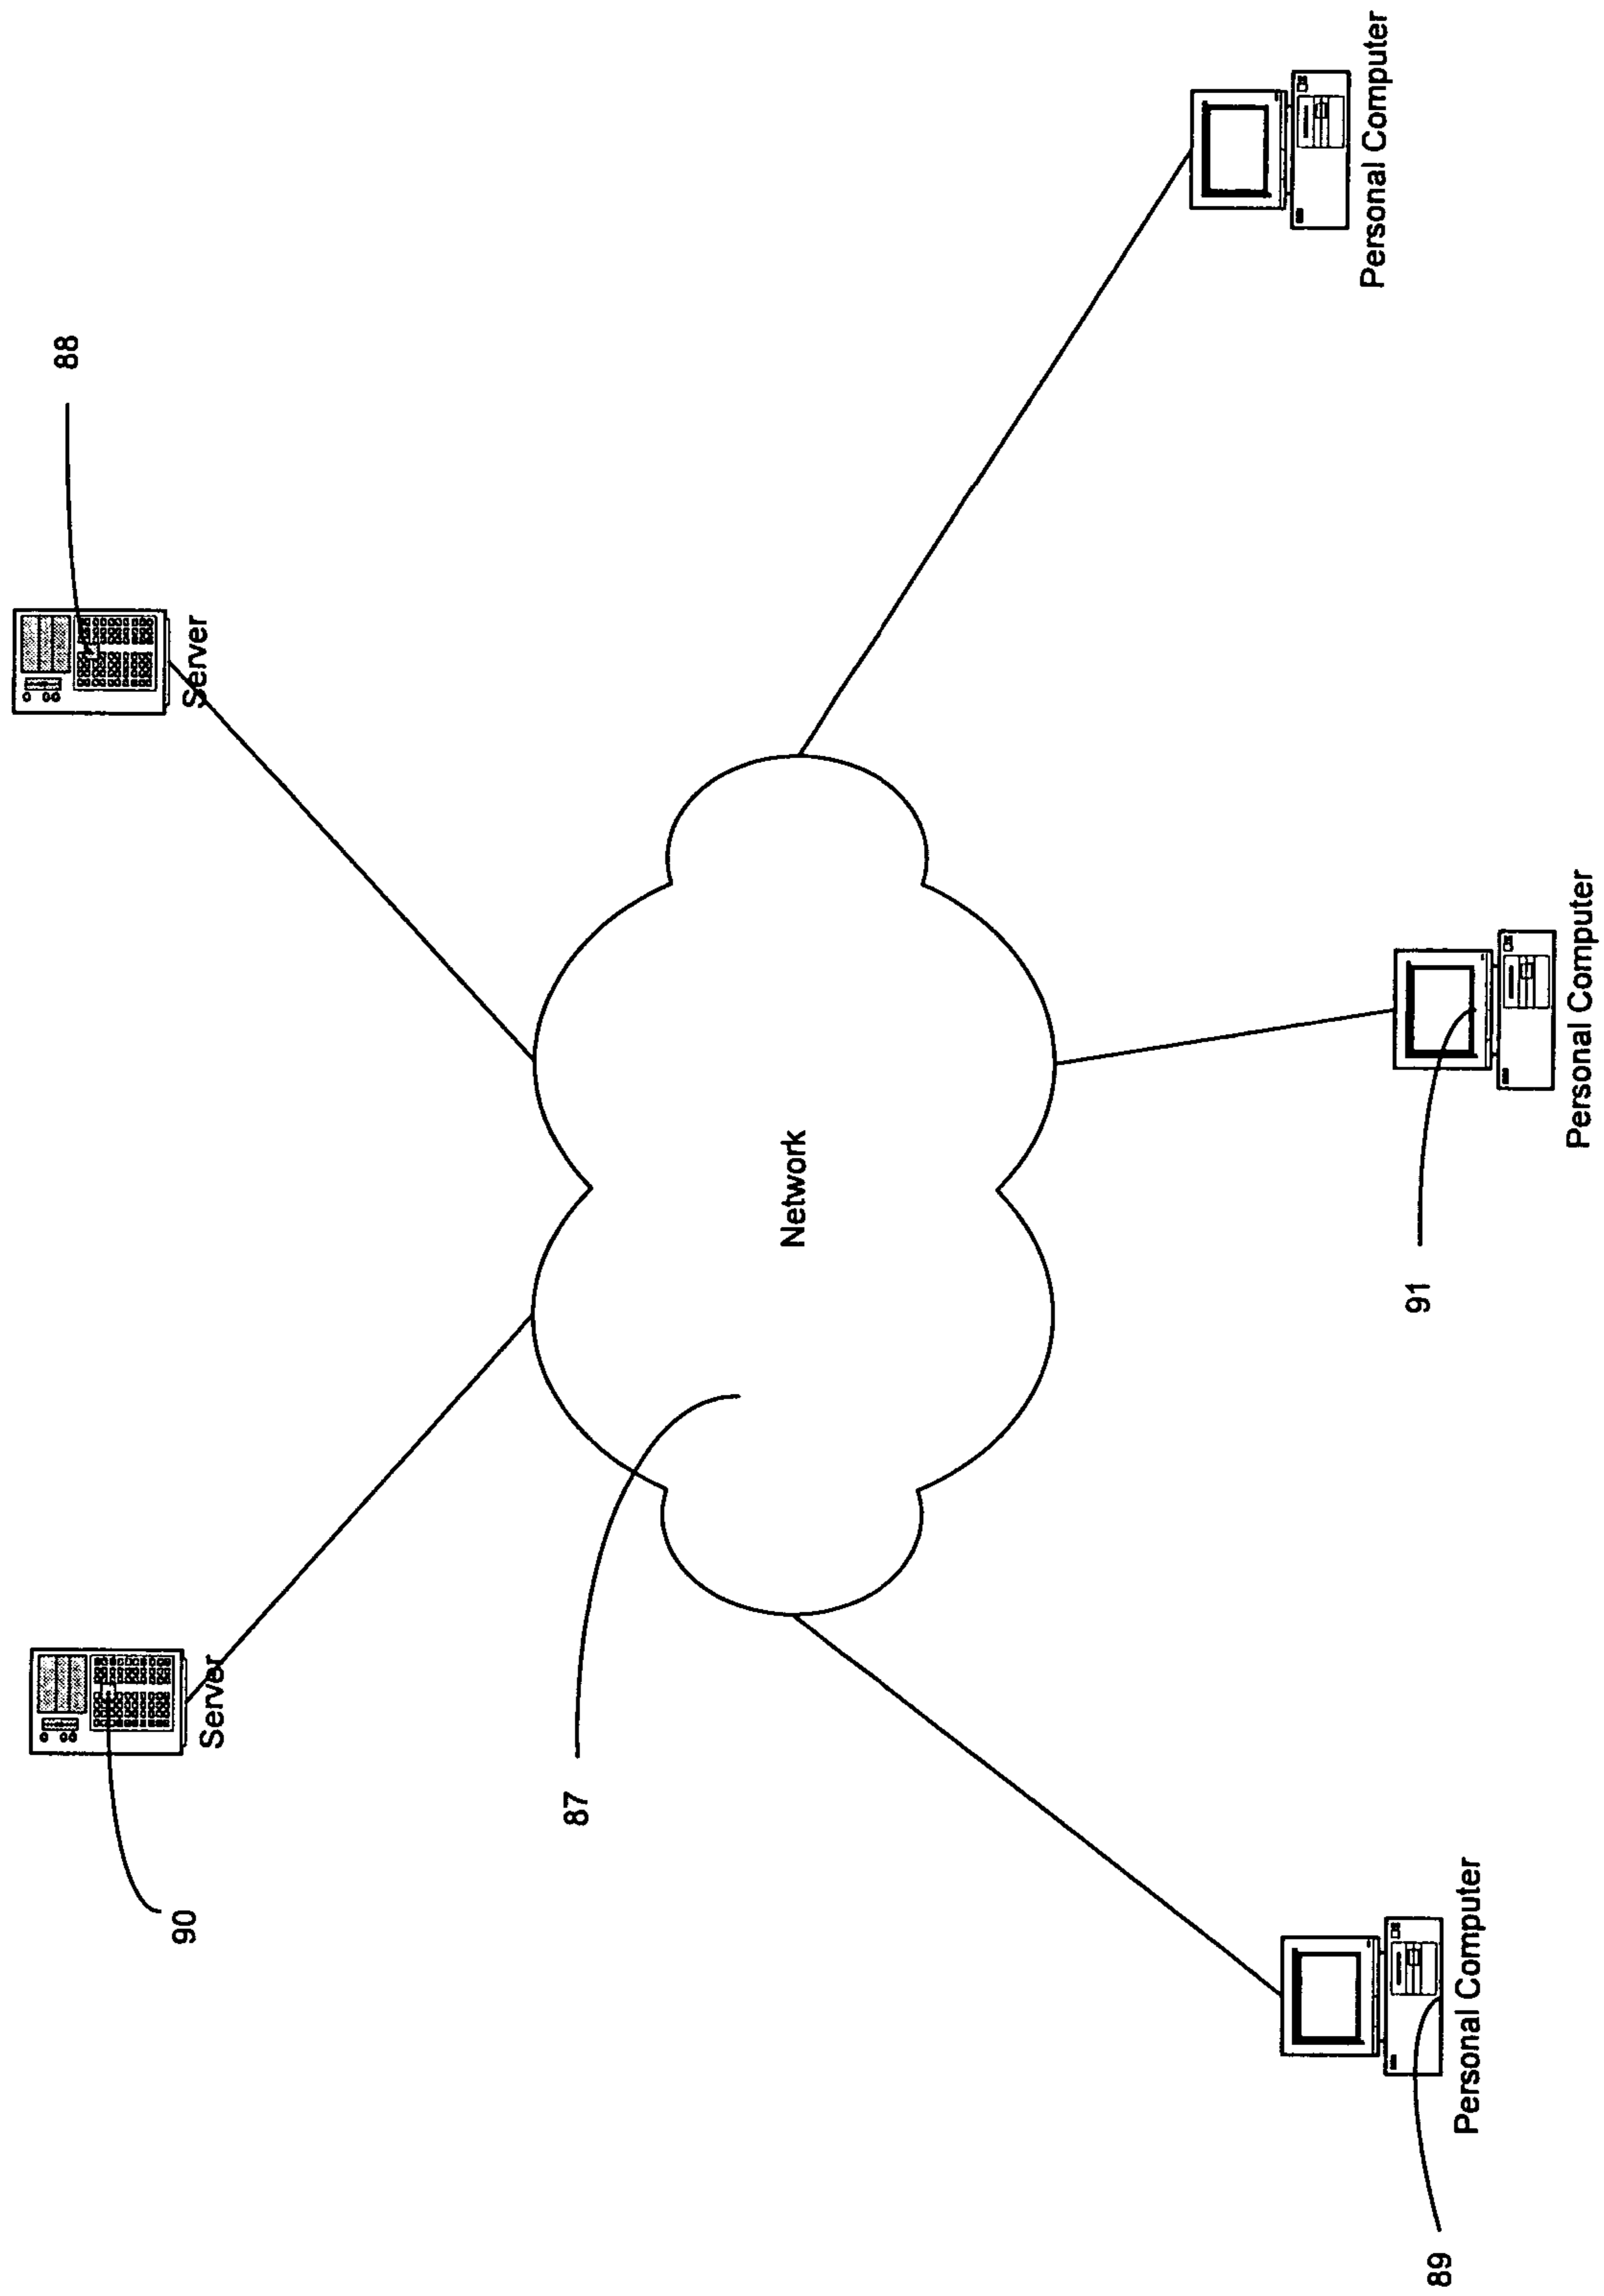 88
Server
90
Server
87
Network
Personal Computer
91
89
Personal Computer
Personal Computer